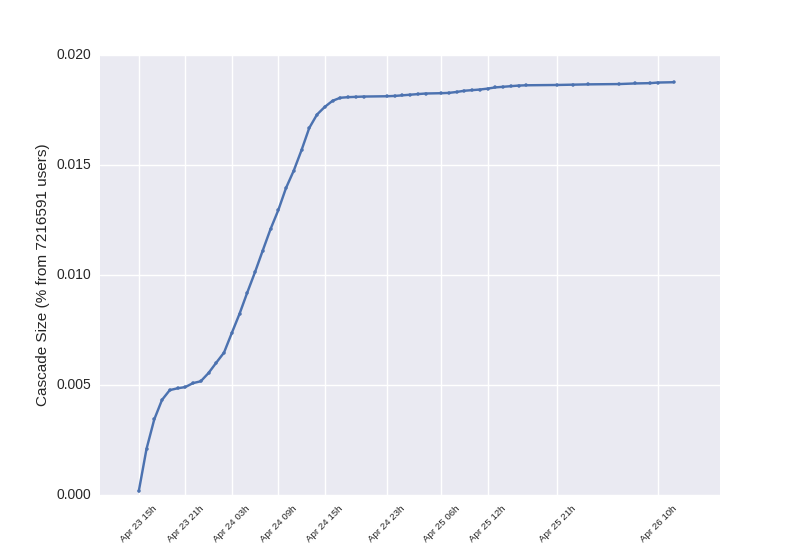 0.020
0.015
0.010
0.005
0.000
Cascade Size (% from 7216591 users)
Apr 23 15h
Apr 23 21h
Apr 24 03h
Apr 24 09h
Apr 24 15h
Apr 24 23h
Apr 25 06h
Apr 25 12h
Apr 25 21h
Apr 26 10h